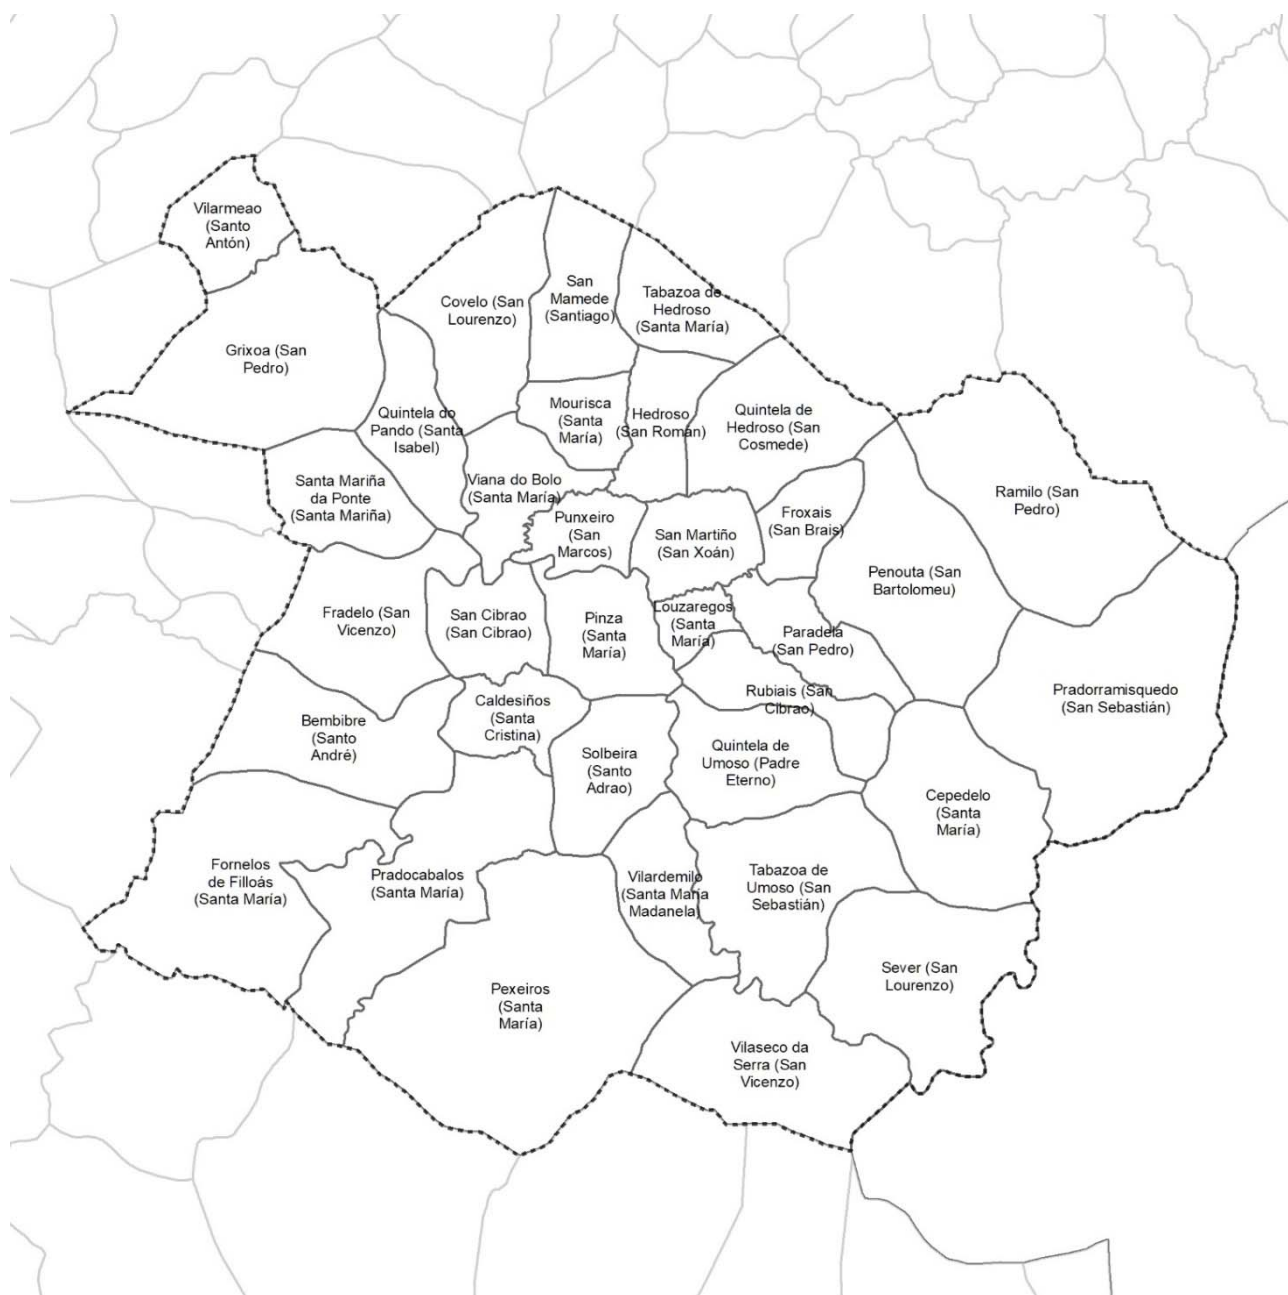 Vilarmeao
(Santo
Antón)
San
Mamede
(Santiago)
Covelo (San
Lourenzo)
Tabazoa de
Hedroso
(Santa María)
Grixoa (San
Pedro)
Quintela do
Pando (Santa
Isabel)
Mourisca
(Santa
María)
Hedroso
(San Román)
Quintela de
Hedroso (San
Cosmede)
Santa Mariña
da Ponte
(Santa Mariña)
Viana do Bolo
(Santa María)
Ramilo (San
Pedro)
Punxeiro
(San
Marcos)
San Martiño
(San Xoán)
Froxais
(San Brais)
Penouta (San
Bartolomeu)
Fradelo (San
Vicenzo)
San Cibrao
(San Cibrao)
Pinza
(Santa
María)
Louzaregos
(Santa
María)
Paradela
(San Pedro)
Rubiais (San
Cibrao)
Pradorramisquedo
(San Sebastián)
Bembibre
(Santo
André)
Caldesiños
(Santa
Cristina)
Solbeira
(Santo
Adrao)
Quintela de
Umoso (Padre
Eterno)
Cepedelo
(Santa
María)
Fornelos
de Filloás
(Santa María)
Pradocabalos
(Santa María)
Vilardemilo
(Santa María
Madanela)
Tabazoa de
Umoso (San
Sebastián)
Sever (San
Lourenzo)
Pexeiros
(Santa
María)
Vilaseco da
Serra (San
Vicenzo)